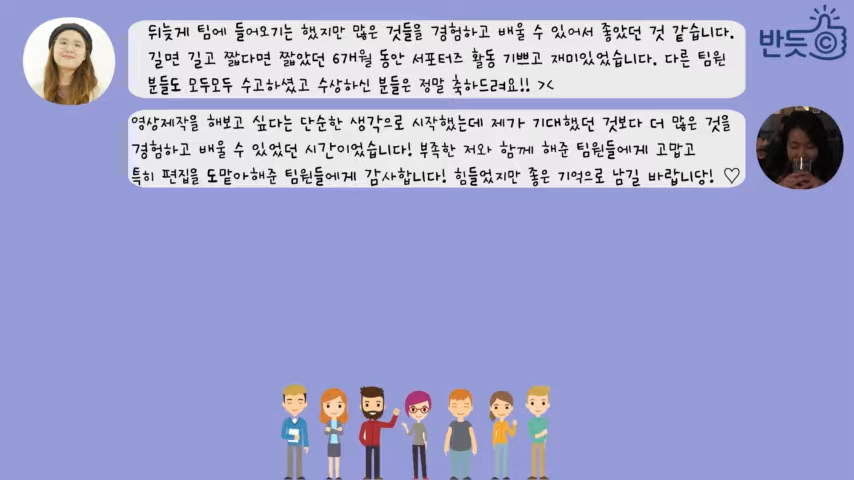 뒤늦게 팀에 들어오기는 했지만 많은 것들을 경험하고 배울 수 있어서 좋았던 것 같습니다.
길면 길고 짧다면 짧았던 6개월 동안 서포터즈 활동 기쁘고 재미있었습니다. 다른 팀원
분들도 모두모두 수고하셨고 수상하신 분들은 정말 축하드려요!! ><
반듯 ©
영상제작을 해보고 싶다는 단순한 생각으로 시작했는데 제가 기대했던 것보다 더 많은 것을
경험하고 배울 수 있었던 시간이었습니다! 부족한 저와 함께 해준 팀원들에게 고맙고
특히 편집을 도맡아해준 팀원들에게 감사합니다! 힘들었지만 좋은 기억으로 남길 바랍니당! ♡